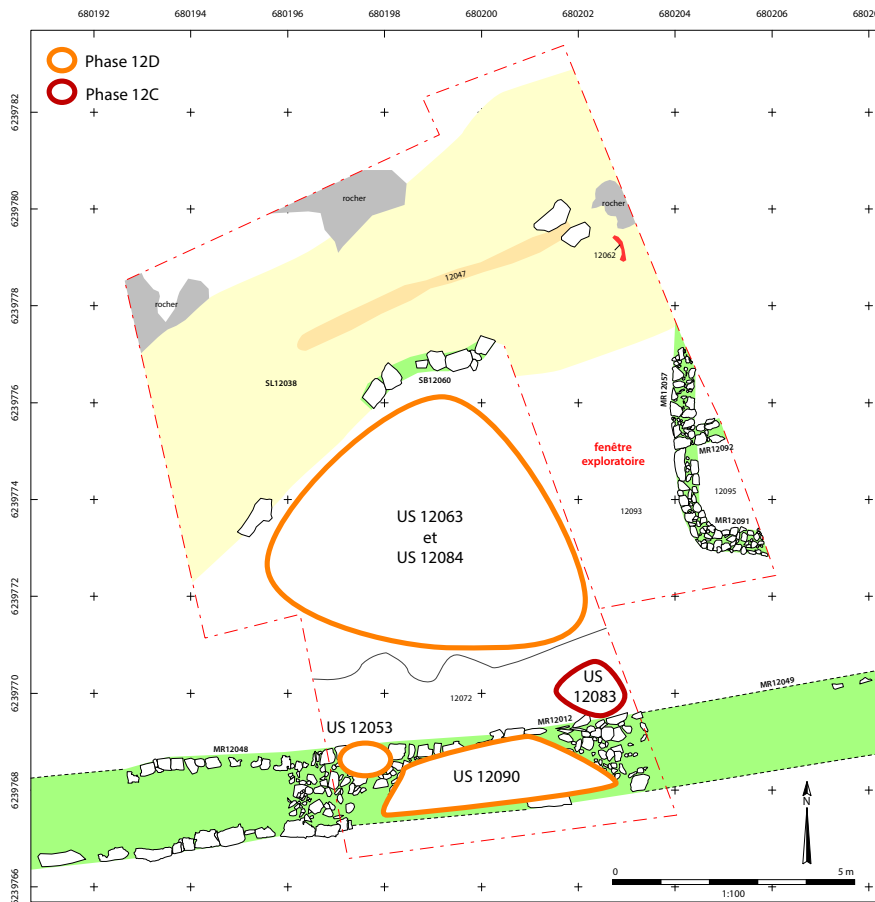 680192 680194 680196 680198 680200 680202 680204 680206 68020
Phase 12D
Phase 12C
6239782
6239780
6239778
6239776
6239774
6239772
6239770
6239768
6239766
rocher
rocher
rocher
12062
12047
SL12038
SB12060
MR12057
fenêtre
exploratoire
MR12092
12095
12093
MR12091
US 12063
et
US 12084
US
12083
12072
MR12049
MR12012
US 12053
MR12048
US 12090
N
0 5 m
1:100